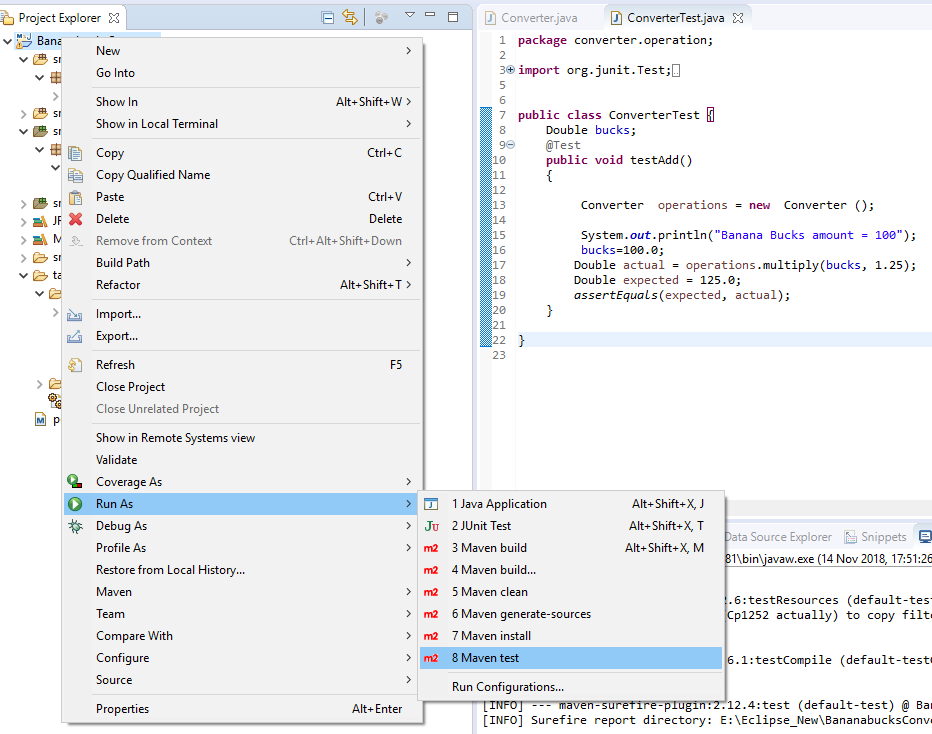 Project Explorer
Converter.java
ConverterTest.java
New
Go Into
Show In Alt+Shift+W
Show in Local Terminal
Copy Ctrl+C
Copy Qualified Name
Paste Ctrl+V
Delete Delete
Remove from Context Ctrl+Alt+Shift+Down
Build Path
Refactor Alt+Shift+T
Import...
Export...
Refresh F5
Close Project
Close Unrelated Project
Show in Remote Systems view
Validate
Coverage As
Run As
Debug As
Profile As
Restore from Local History...
Maven
Team
Compare With
Configure
Source
Properties Alt+Enter
1 Java Application Alt+Shift+X, J
2 JUnit Test Alt+Shift+X, T
3 Maven build Alt+Shift+X, M
4 Maven build...
5 Maven clean
6 Maven generate-sources
7 Maven install
8 Maven test
Run Configurations...
1 package converter.operation;
2
3 import org.junit.Test;
5
6
7 public class ConverterTest {
8 Double bucks;
9 @Test
10 public void testAdd()
11 {
12
13 Converter operations = new Converter ();
14
15 System.out.println("Banana Bucks amount = 100");
16 bucks=100.0;
17 Double actual = operations.multiply(bucks, 1.25);
18 Double expected = 125.0;
19 assertEquals(expected, actual);
20 }
21
22 }
23
Data Source Explorer Snippets
81\bin\javaw.exe (14 Nov 2018, 17:51:26
.6:testResources (default-test
Cp1252 actually) to copy filte
6.1:testCompile (default-test
[INFO] --- maven-surefire-plugin:2.12.4:test (default-test) @ Ban
[INFO] Surefire report directory: E:\Eclipse_New\BananabucksConve